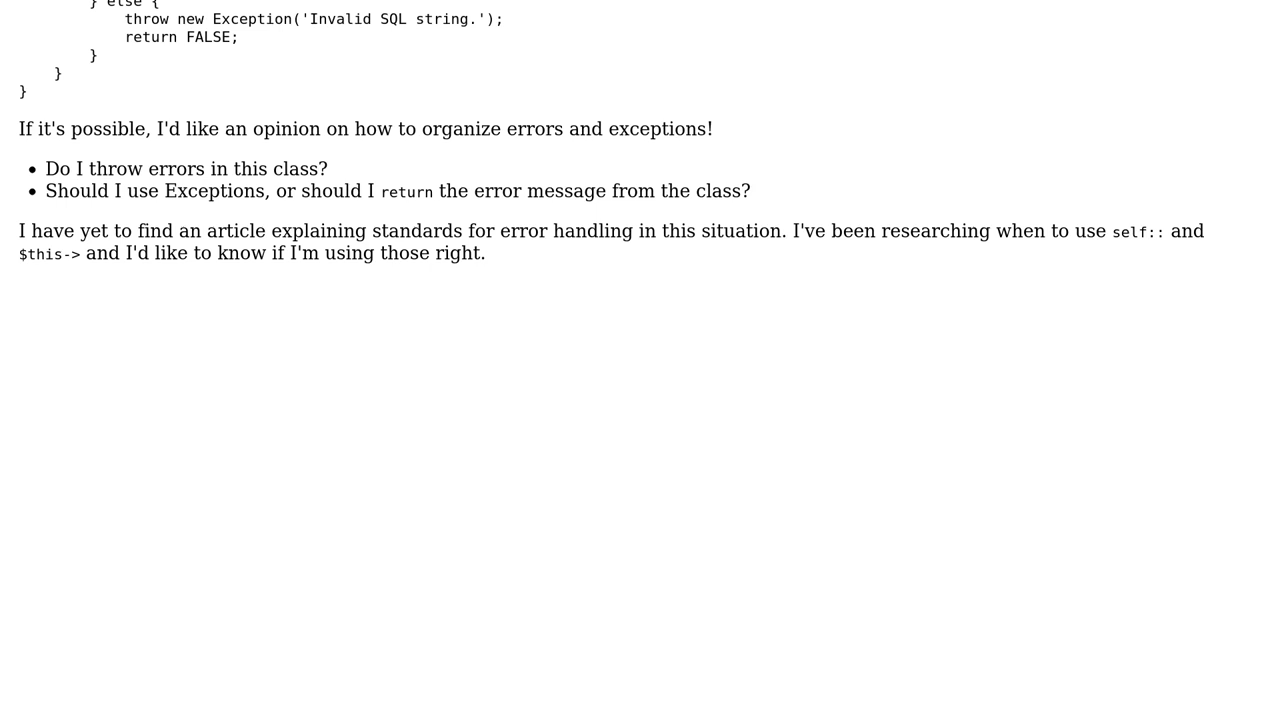 } else {
throw new Exception('Invalid SQL string.');
return FALSE;
}
}
}
If it's possible, I'd like an opinion on how to organize errors and exceptions!
Do I throw errors in this class?
Should I use Exceptions, or should I return the error message from the class?
I have yet to find an article explaining standards for error handling in this situation. I've been researching when to use self:: and
$this-> and I'd like to know if I'm using those right.